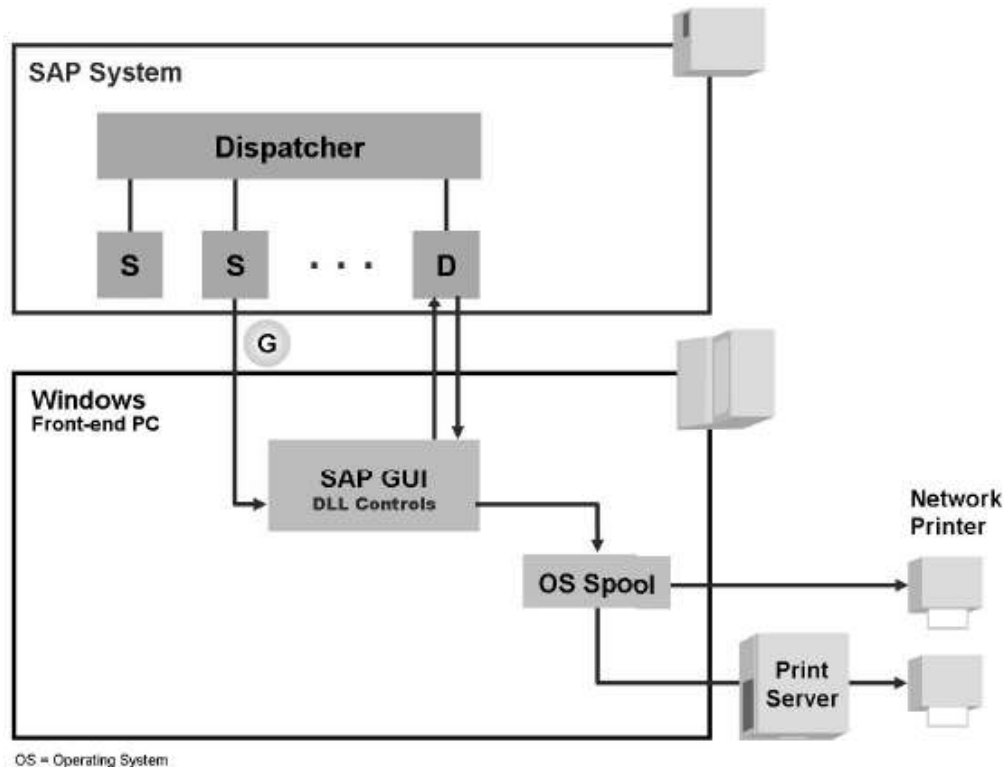 SAP System
Dispatcher
S
S
. . .
D
G
Windows
Front-end PC
SAP GUI
DLL Controls
OS Spool
Network
Printer
Print
Server
OS = Operating System